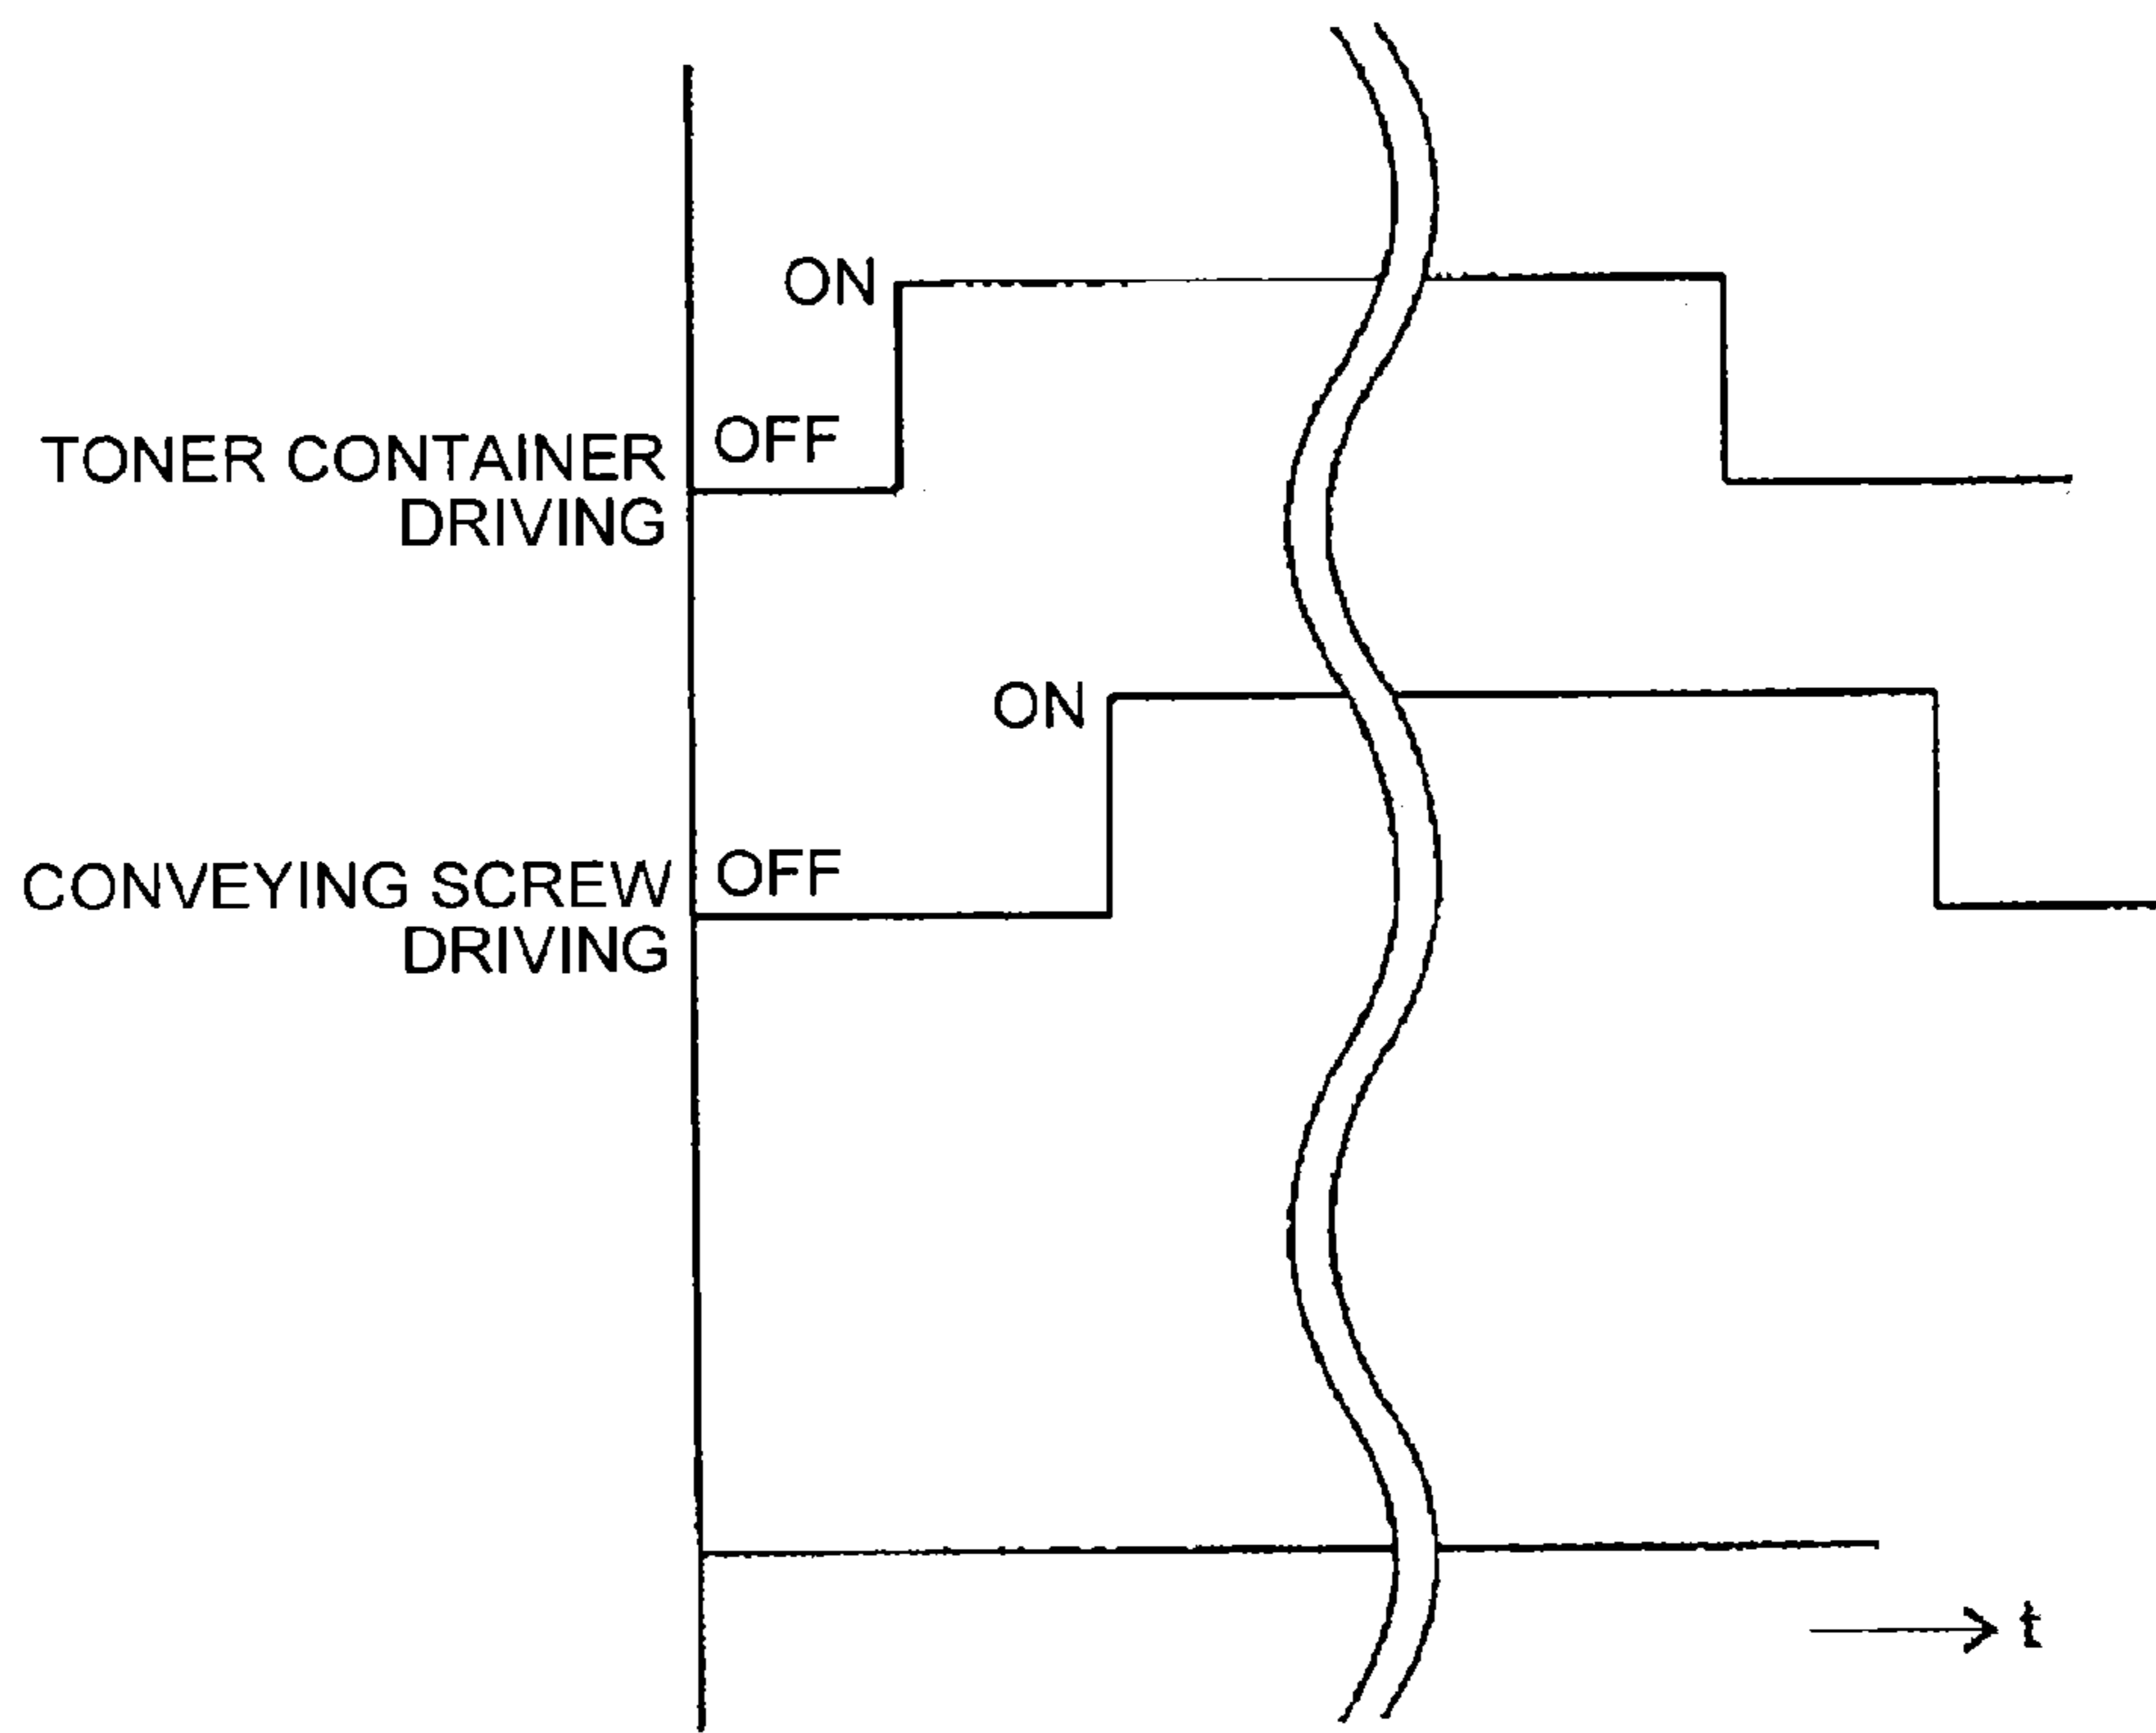 ON
OFF
TONER CONTAINER
DRIVING
ON
OFF
CONVEYING SCREW
DRIVING
t